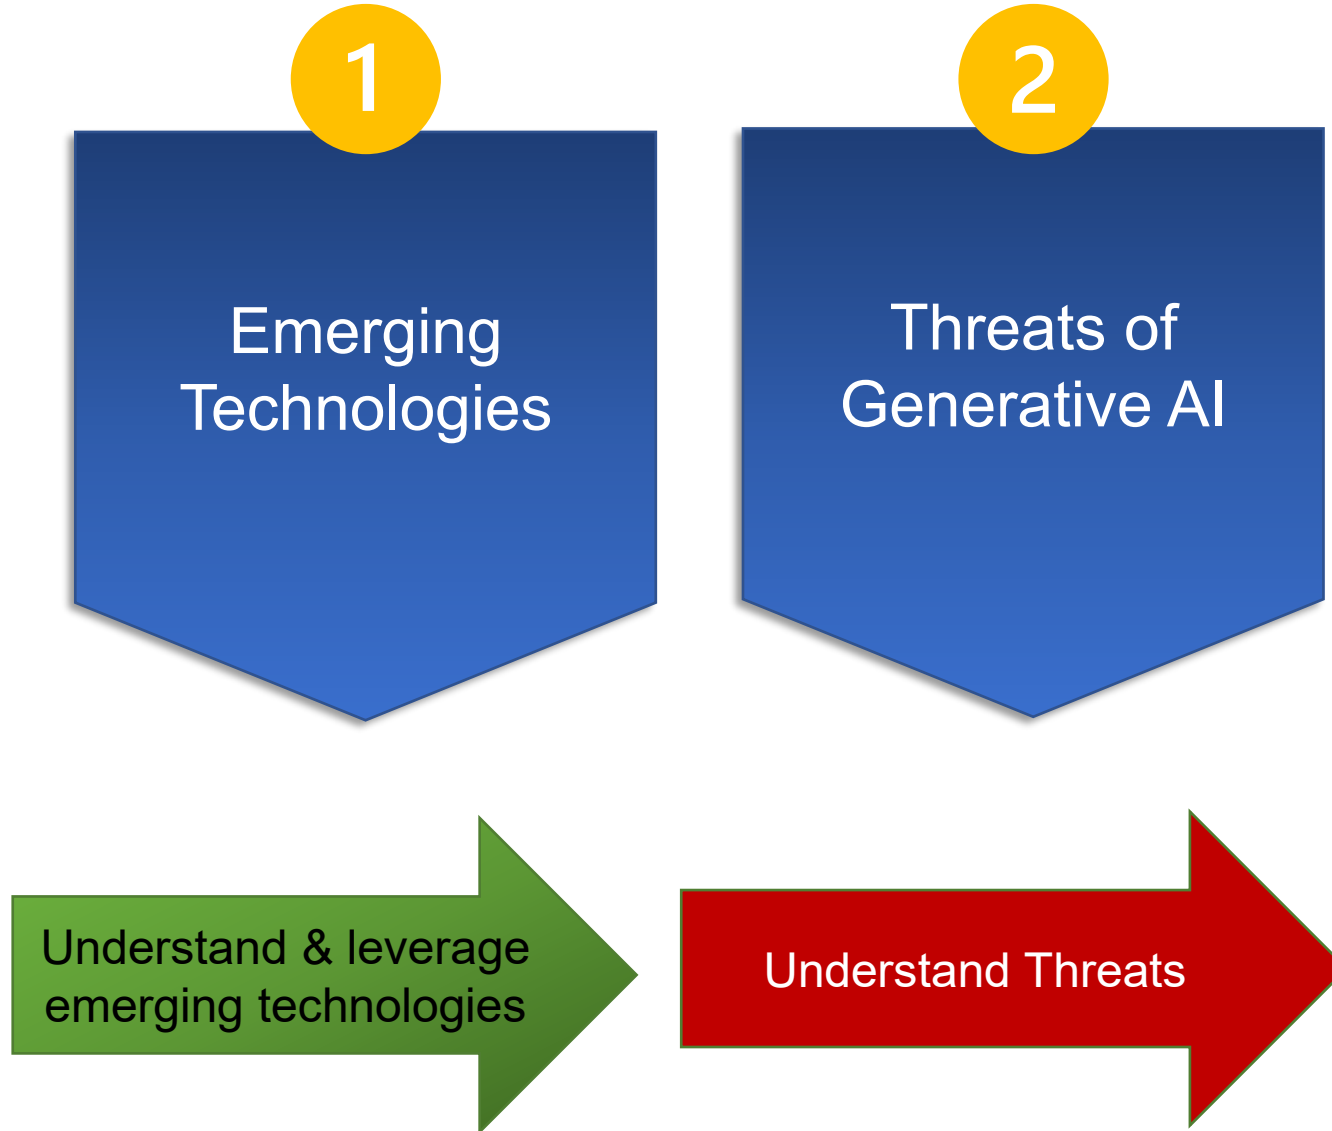 1
Emerging
Technologies
2
Threats of
Generative AI
Understand & leverage
emerging technologies
Understand Threats